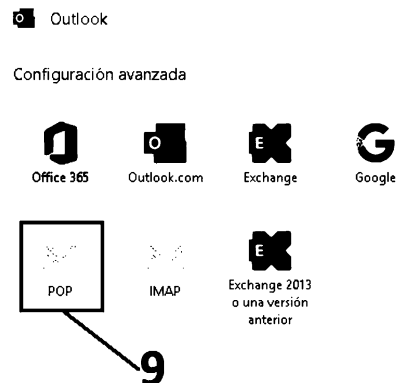 Outlook
Configuración avanzada
Office 365 Outlook.com Exchange Google
POP IMAP Exchange 2013
o una versión
anterior
9